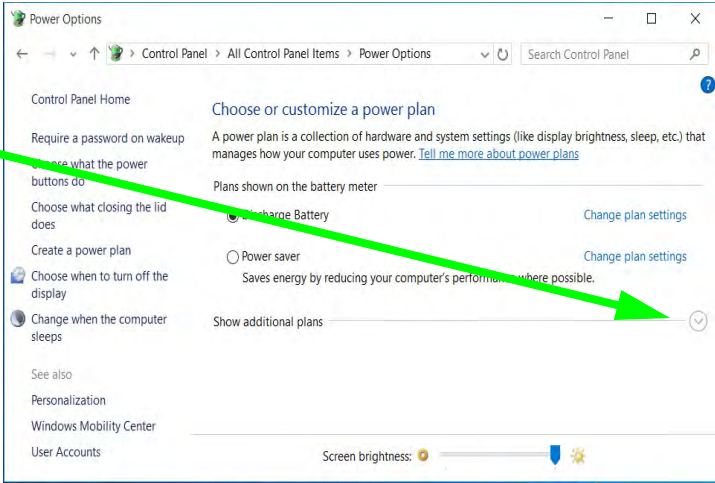 Power Options
Control Panel > All Control Panel Items > Power Options
Search Control Panel
?
Control Panel Home
Require a password on wakeup
Choose what the power
buttons do
Choose what closing the lid
does
Create a power plan
Choose when to turn off the
display
Change when the computer
sleeps
See also
Personalization
Windows Mobility Center
User Accounts
Choose or customize a power plan
A power plan is a collection of hardware and system settings (like display brightness, sleep, etc.) that
manages how your computer uses power. Tell me more about power plans
Plans shown on the battery meter
Discharge Battery
Change plan settings
Power saver
Change plan settings
Saves energy by reducing your computer's performance where possible.
Show additional plans
Screen brightness: